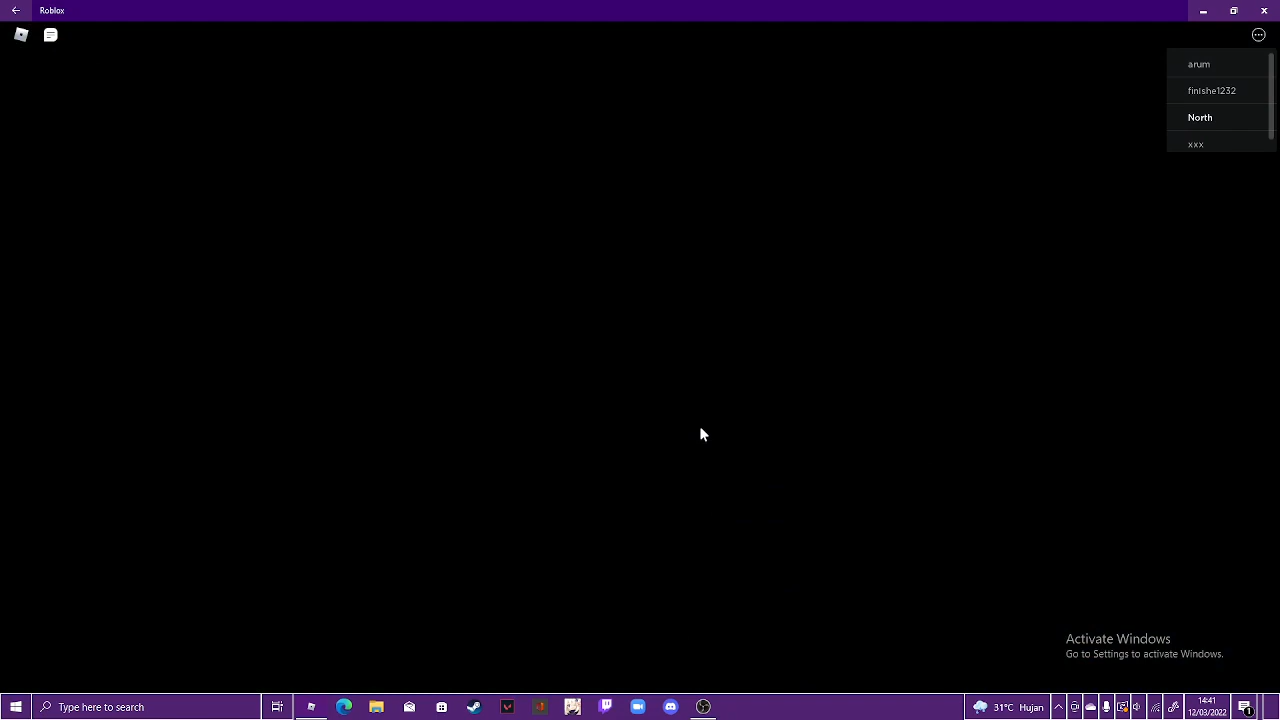 Roblox
arum
finishe1232
North
xxx
Activate Windows
Go to Settings to activate Windows.
Type here to search
31°C Hujan
14:41
12/03/2022
1